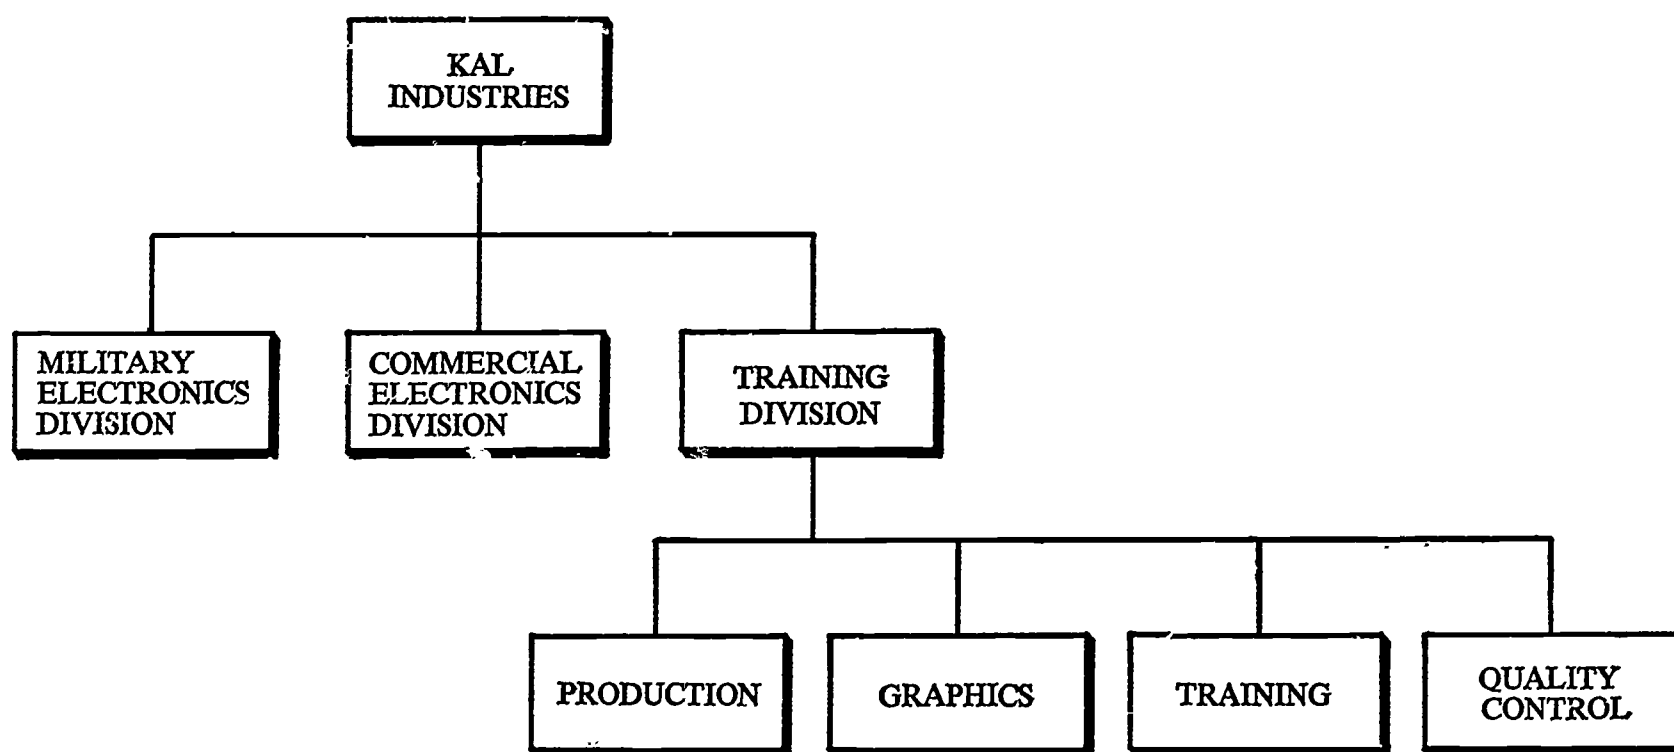 KAL
INDUSTRIES
MILITARY
ELECTRONICS
DIVISION
COMMERCIAL
ELECTRONICS
DIVISION
TRAINING
DIVISION
PRODUCTION
GRAPHICS
TRAINING
QUALITY
CONTROL